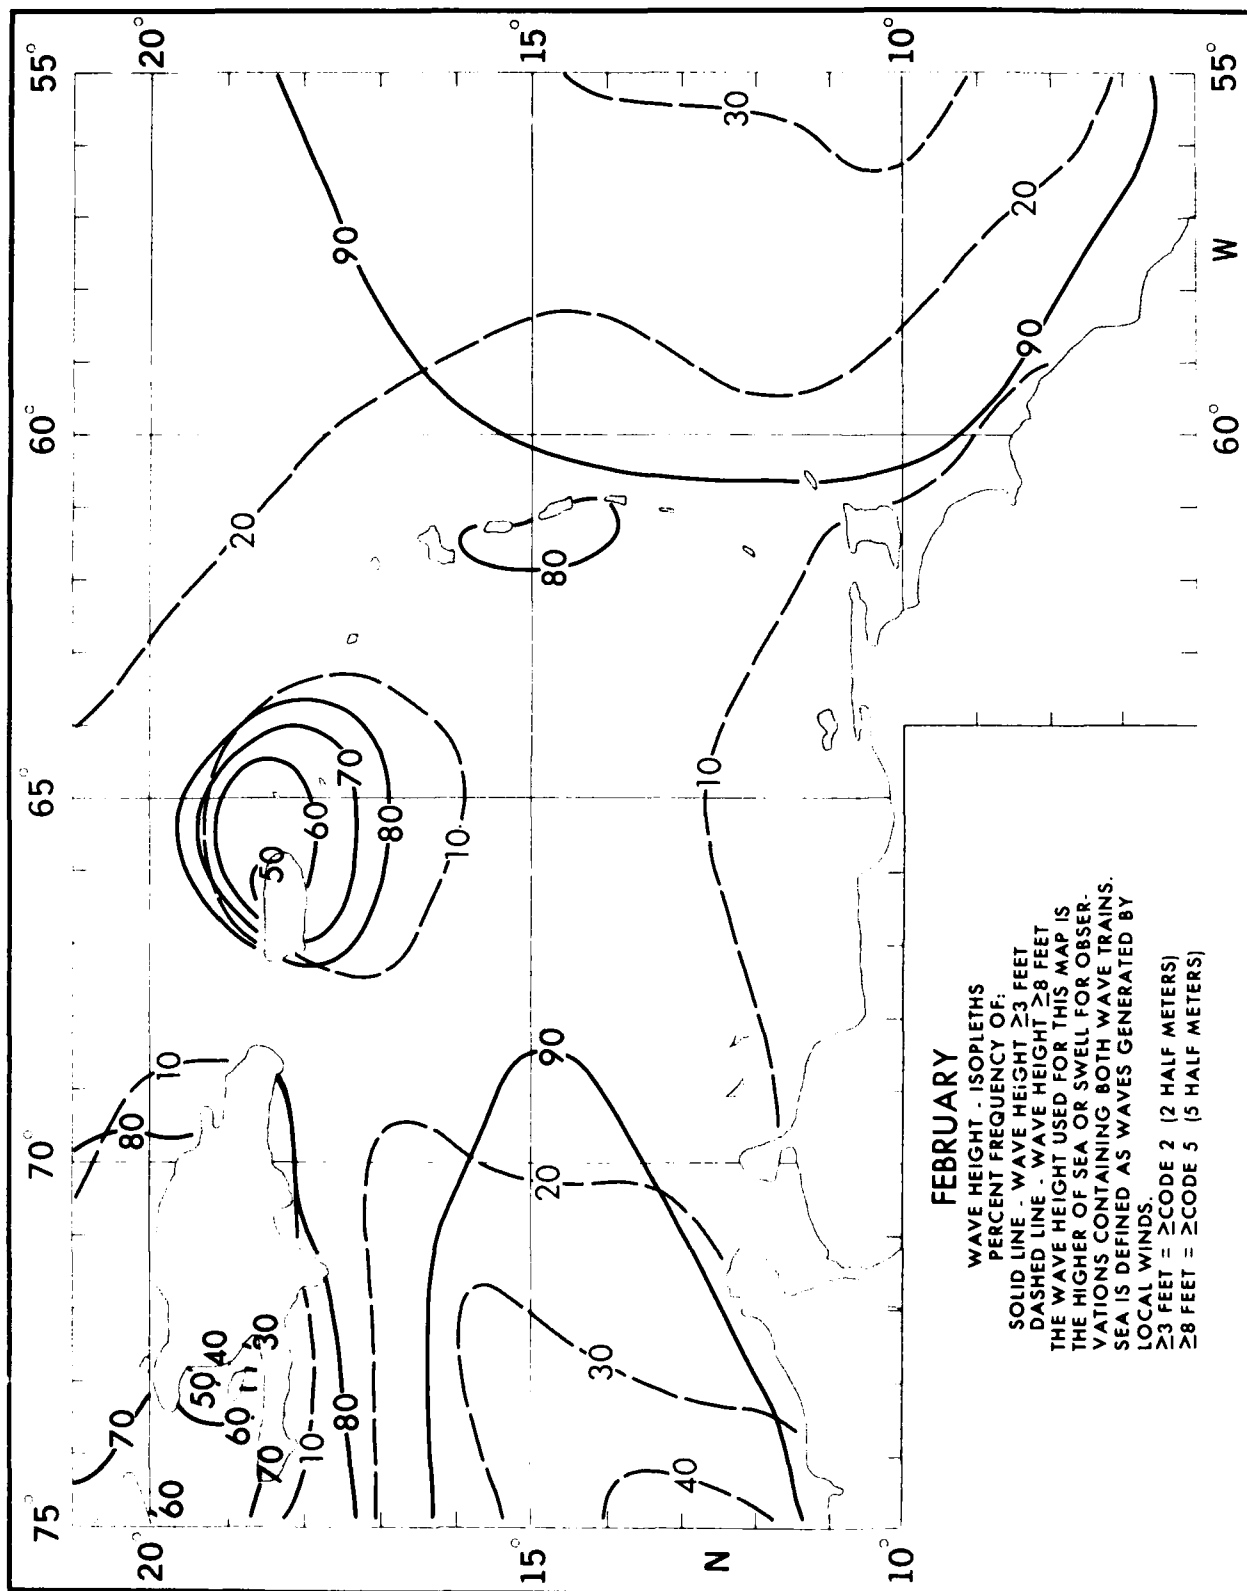 75°
70°
65°
60°
55°
20°
20°
15°
15°
10°
10°
N
W
60°
55°
60
70
80
10
70
60
50
40
30
10
80
50
60
70
80
10
20
90
80
30
20
90
10
90
20
30
40
FEBRUARY
WAVE HEIGHT - ISOPLETHS
PERCENT FREQUENCY OF:
SOLID LINE - WAVE HEIGHT ≥3 FEET
DASHED LINE - WAVE HEIGHT ≥8 FEET
THE WAVE HEIGHT USED FOR THIS MAP IS
THE HIGHER OF SEA OR SWELL FOR OBSER-
VATIONS CONTAINING BOTH WAVE TRAINS.
SEA IS DEFINED AS WAVES GENERATED BY
LOCAL WINDS.
≥3 FEET = ≥CODE 2 (2 HALF METERS)
≥8 FEET = ≥CODE 5 (5 HALF METERS)